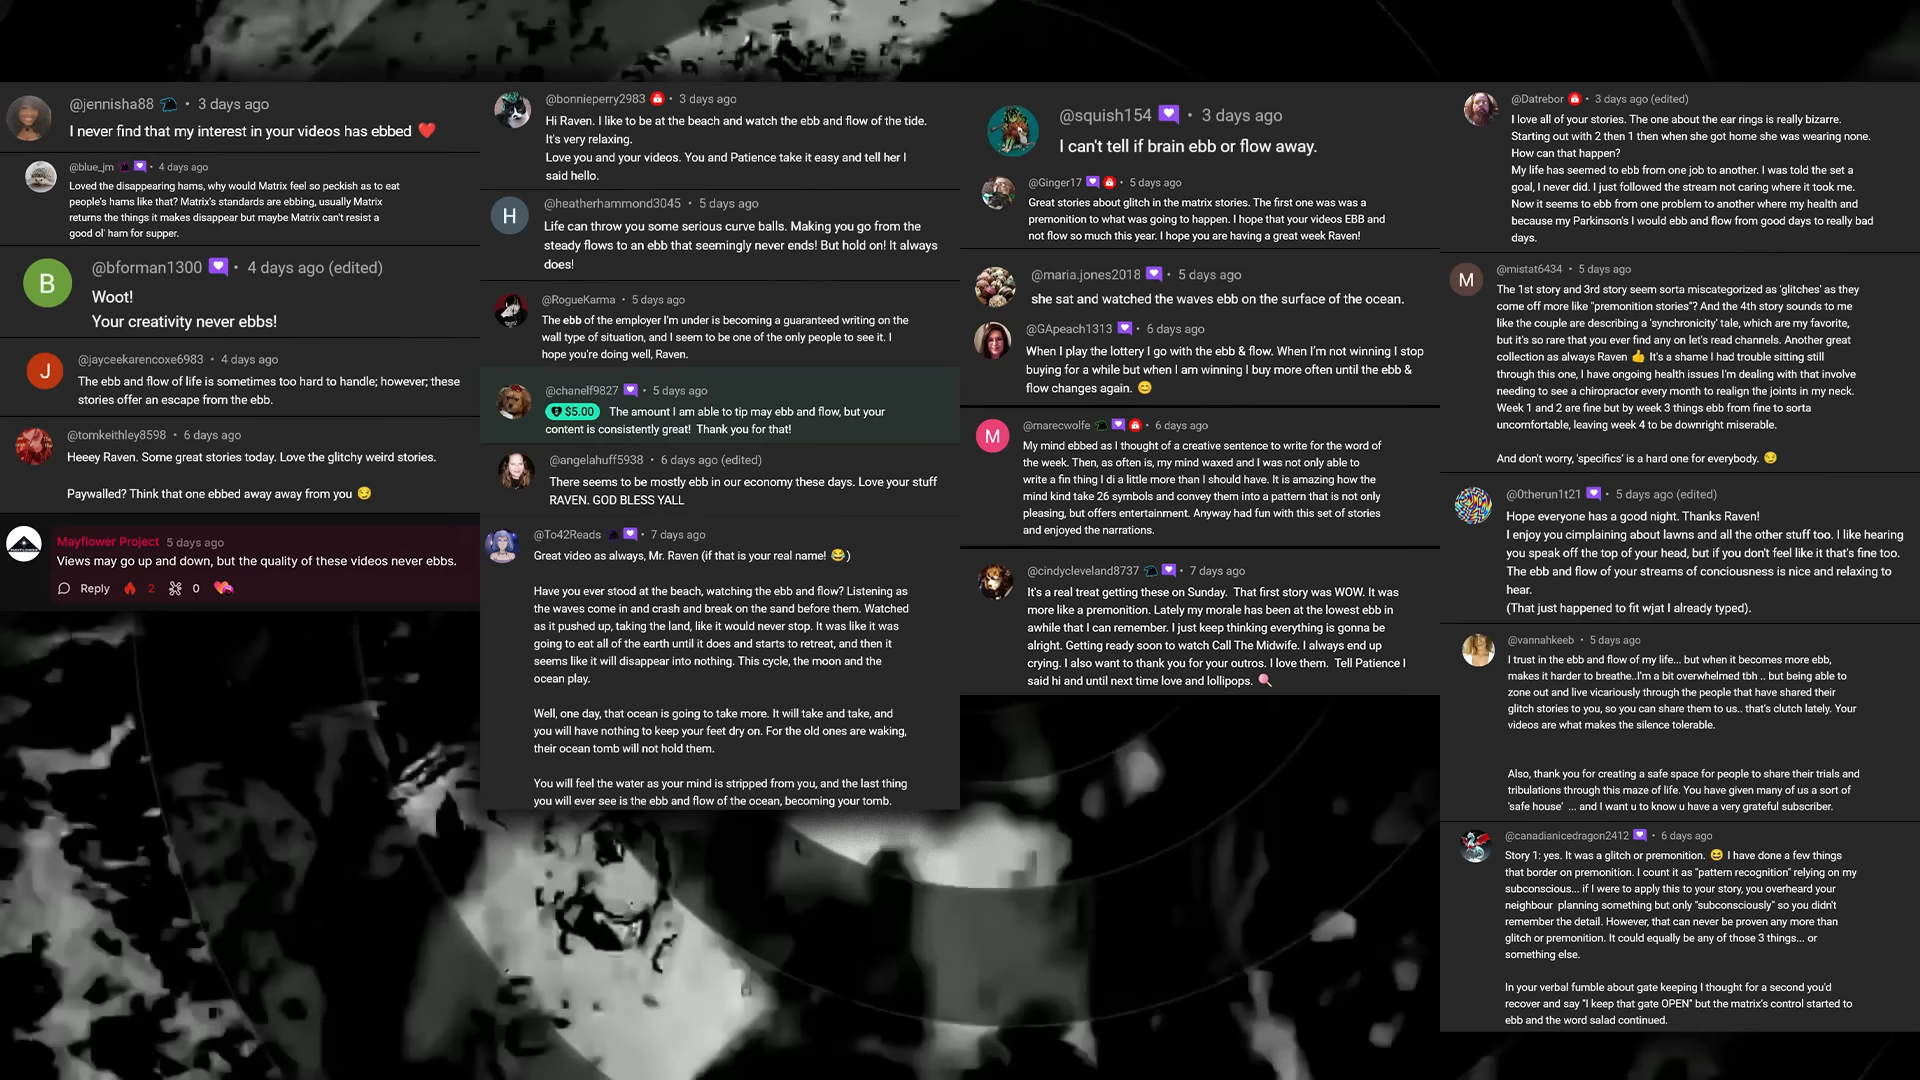 @jennisha88 • 3 days ago
I never find that my interest in your videos has ebbed ❤️
@blue_jm • 4 days ago
Loved the disappearing hams, why would Matrix feel so peckish as to eat
people's hams like that? Matrix's standards are ebbing, usually Matrix
returns the things it makes disappear but maybe Matrix can't resist a
good ol' ham for supper.
B
@bforman1300 • 4 days ago (edited)
Woot!
Your creativity never ebbs!
J
@jayceekarencoxe6983 • 4 days ago
The ebb and flow of life is sometimes too hard to handle; however; these
stories offer an escape from the ebb.
@tomkeithley8598 • 6 days ago
Heeey Raven. Some great stories today. Love the glitchy weird stories.
Paywalled? Think that one ebbed away away from you 😏
Mayflower Project 5 days ago
Views may go up and down, but the quality of these videos never ebbs.
Reply 2 0
@bonnieperry2983 • 3 days ago
Hi Raven. I like to be at the beach and watch the ebb and flow of the tide.
It's very relaxing.
Love you and your videos. You and Patience take it easy and tell her I
said hello.
H
@heatherhammond3045 • 5 days ago
Life can throw you some serious curve balls. Making you go from the
steady flows to an ebb that seemingly never ends! But hold on! It always
does!
@RogueKarma • 5 days ago
The ebb of the employer I'm under is becoming a guaranteed writing on the
wall type of situation, and I seem to be one of the only people to see it. I
hope you're doing well, Raven.
@chanelf9827 • 5 days ago
$5.00 The amount I am able to tip may ebb and flow, but your
content is consistently great! Thank you for that!
@angelahuff5938 • 6 days ago (edited)
There seems to be mostly ebb in our economy these days. Love your stuff
RAVEN. GOD BLESS YALL
@To42Reads • 7 days ago
Great video as always, Mr. Raven (if that is your real name! 😂)
Have you ever stood at the beach, watching the ebb and flow? Listening as
the waves come in and crash and break on the sand before them. Watched
as it pushed up, taking the land, like it would never stop. It was like it was
going to eat all of the earth until it does and starts to retreat, and then it
seems like it will disappear into nothing. This cycle, the moon and the
ocean play.
Well, one day, that ocean is going to take more. It will take and take, and
you will have nothing to keep your feet dry on. For the old ones are waking,
their ocean tomb will not hold them.
You will feel the water as your mind is stripped from you, and the last thing
you will ever see is the ebb and flow of the ocean, becoming your tomb.
@squish154 • 3 days ago
I can't tell if brain ebb or flow away.
@Ginger17 • 5 days ago
Great stories about glitch in the matrix stories. The first one was was a
premonition to what was going to happen. I hope that your videos EBB and
not flow so much this year. I hope you are having a great week Raven!
@maria.jones2018 • 5 days ago
she sat and watched the waves ebb on the surface of the ocean.
@GApeach1313 • 6 days ago
When I play the lottery I go with the ebb & flow. When I'm not winning I stop
buying for a while but when I am winning I buy more often until the ebb &
flow changes again. 😊
M
@marecwolfe • 6 days ago
My mind ebbed as I thought of a creative sentence to write for the word of
the week. Then, as often is, my mind waxed and I was not only able to
write a fin thing I di a little more than I should have. It is amazing how the
mind kind take 26 symbols and convey them into a pattern that is not only
pleasing, but offers entertainment. Anyway had fun with this set of stories
and enjoyed the narrations.
@cindycleveland8737 • 7 days ago
It's a real treat getting these on Sunday. That first story was WOW. It was
more like a premonition. Lately my morale has been at the lowest ebb in
awhile that I can remember. I just keep thinking everything is gonna be
alright. Getting ready soon to watch Call The Midwife. I always end up
crying. I also want to thank you for your outros. I love them. Tell Patience I
said hi and until next time love and lollipops. 🍭
@Datrebor • 3 days ago (edited)
I love all of your stories. The one about the ear rings is really bizarre.
Starting out with 2 then 1 then when she got home she was wearing none.
How can that happen?
My life has seemed to ebb from one job to another. I was told the set a
goal, I never did. I just followed the stream not caring where it took me.
Now it seems to ebb from one problem to another where my health and
because my Parkinson's I would ebb and flow from good days to really bad
days.
M
@mistat6434 • 5 days ago
The 1st story and 3rd story seem sorta miscategorized as 'glitches' as they
come off more like "premonition stories"? And the 4th story sounds to me
like the couple are describing a 'synchronicity' tale, which are my favorite,
but it's so rare that you ever find any on let's read channels. Another great
collection as always Raven 👍 It's a shame I had trouble sitting still
through this one, I have ongoing health issues I'm dealing with that involve
needing to see a chiropractor every month to realign the joints in my neck.
Week 1 and 2 are fine but by week 3 things ebb from fine to sorta
uncomfortable, leaving week 4 to be downright miserable.
And don't worry, 'specifics' is a hard one for everybody. 😏
@0therun1t21 • 5 days ago (edited)
Hope everyone has a good night. Thanks Raven!
I enjoy you cimplaining about lawns and all the other stuff too. I like hearing
you speak off the top of your head, but if you don't feel like it that's fine too.
The ebb and flow of your streams of conciousness is nice and relaxing to
hear.
(That just happened to fit wjat I already typed).
@vannahkeeb • 5 days ago
I trust in the ebb and flow of my life... but when it becomes more ebb,
makes it harder to breathe..I'm a bit overwhelmed tbh .. but being able to
zone out and live vicariously through the people that have shared their
glitch stories to you, so you can share them to us.. that's clutch lately. Your
videos are what makes the silence tolerable.
Also, thank you for creating a safe space for people to share their trials and
tribulations through this maze of life. You have given many of us a sort of
'safe house' ... and I want u to know u have a very grateful subscriber.
@canadianicedragon2412 • 6 days ago
Story 1: yes. It was a glitch or premonition. 😆 I have done a few things
that border on premonition. I count it as "pattern recognition" relying on my
subconscious... if I were to apply this to your story, you overheard your
neighbour planning something but only "subconsciously" so you didn't
remember the detail. However, that can never be proven any more than
glitch or premonition. It could equally be any of those 3 things... or
something else.
In your verbal fumble about gate keeping I thought for a second you'd
recover and say "I keep that gate OPEN" but the matrix's control started to
ebb and the word salad continued.